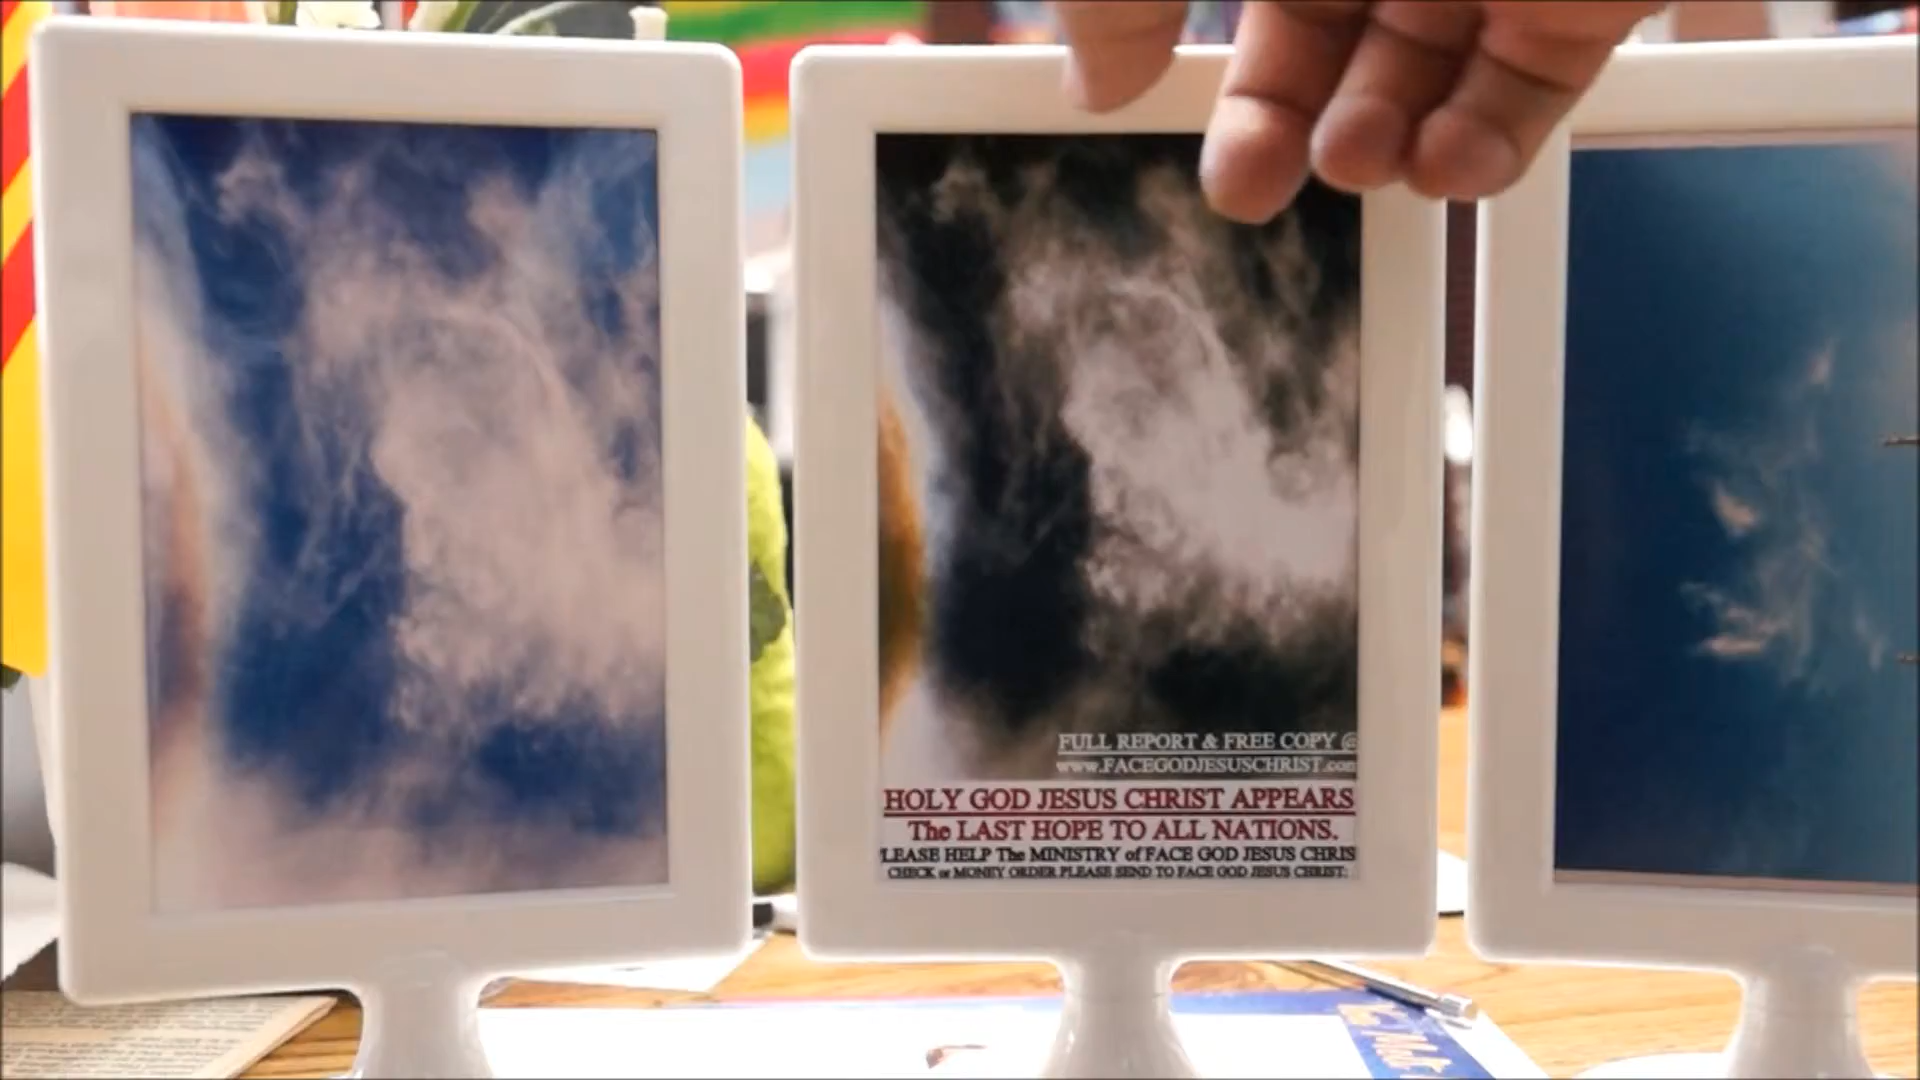 FULL REPORT & FREE COPY @
www.FACEGODJESUSCHRIST.com
HOLY GOD JESUS CHRIST APPEARS
The LAST HOPE TO ALL NATIONS.
LEASE HELP The MINISTRY of FACE GOD JESUS CHRIS
CHECK or MONEY ORDER PLEASE SEND TO FACE GOD JESUS CHRIST: